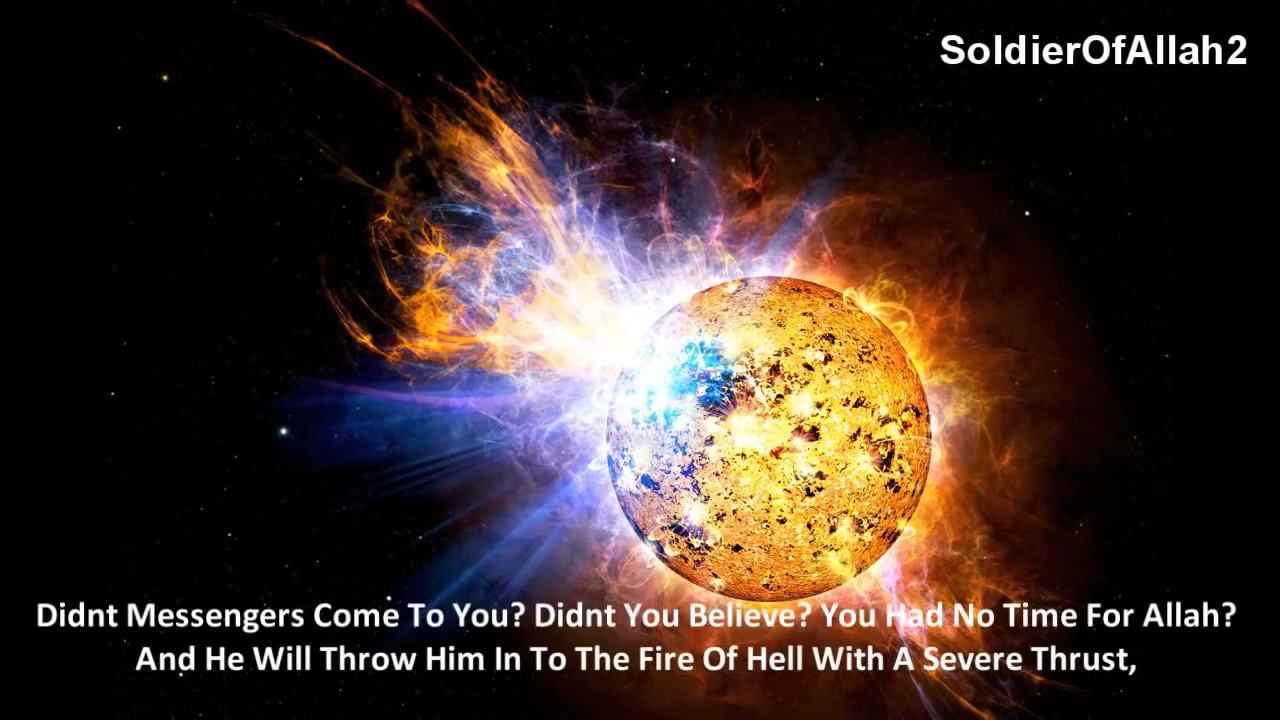 SoldierOfAllah2
Didnt Messengers Come To You? Didnt You Believe? You Had No Time For Allah?
And He Will Throw Him In To The Fire Of Hell With A Severe Thrust,